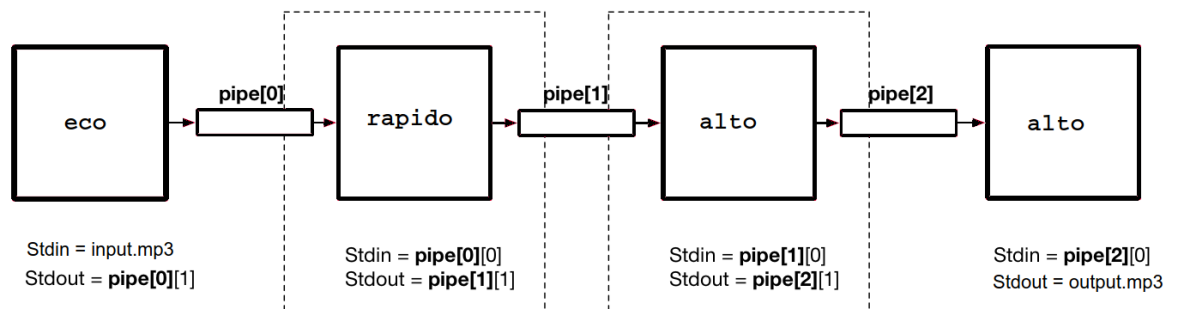 pipe[0]
pipe[1]
pipe[2]
eco
rapido
alto
alto
Stdin = input.mp3
Stdout = pipe[0][1]
Stdin = pipe[0][0]
Stdout = pipe[1][1]
Stdin = pipe[1][0]
Stdout = pipe[2][1]
Stdin = pipe[2][0]
Stdout = output.mp3